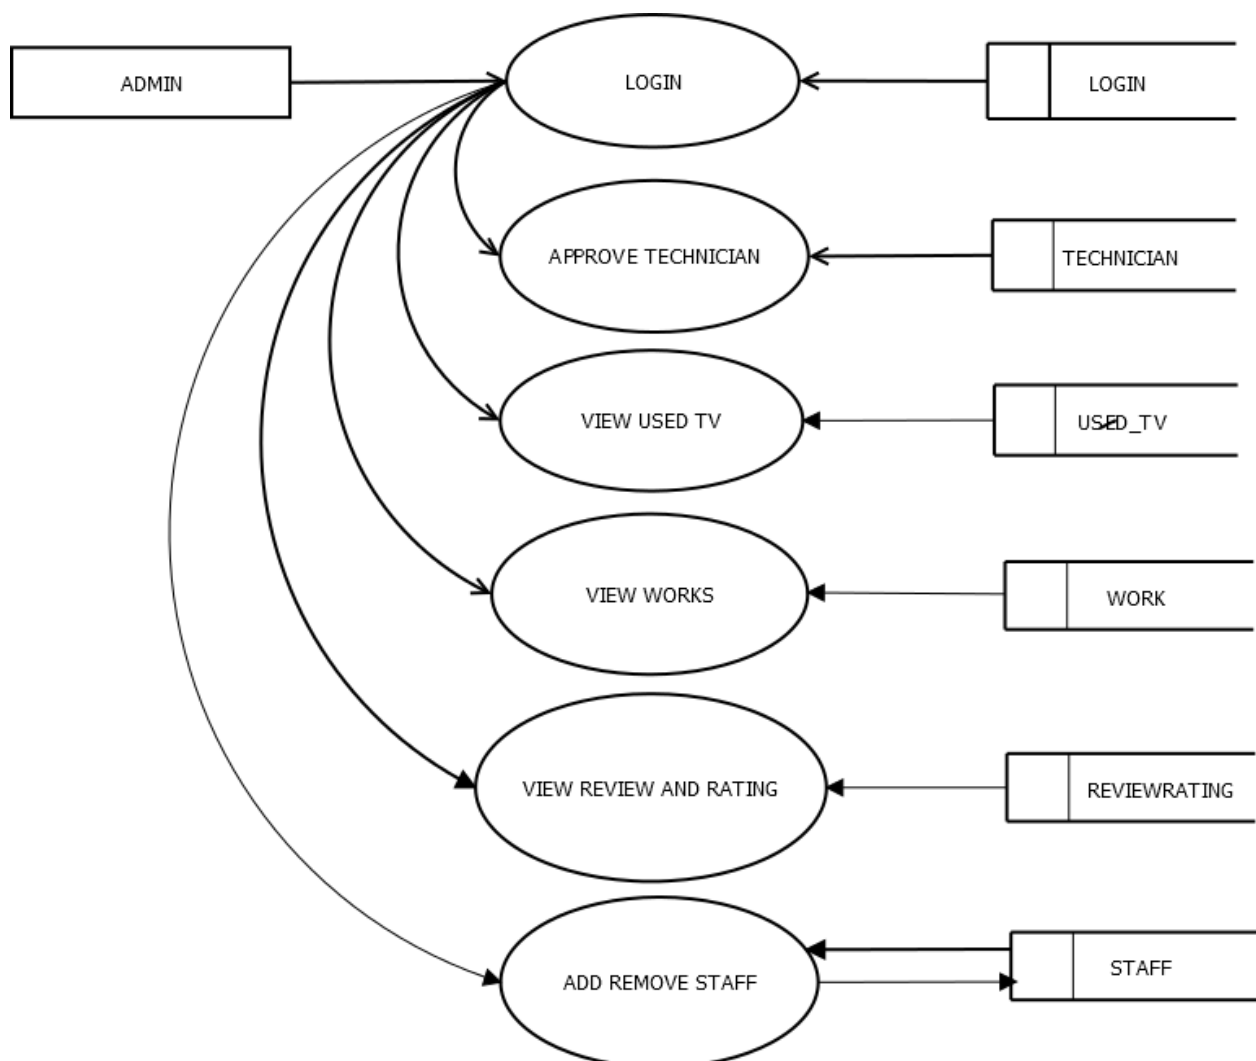 ADMIN
LOGIN
LOGIN
APPROVE TECHNICIAN
TECHNICIAN
VIEW USED TV
USED_TV
VIEW WORKS
WORK
VIEW REVIEW AND RATING
REVIEWRATING
ADD REMOVE STAFF
STAFF